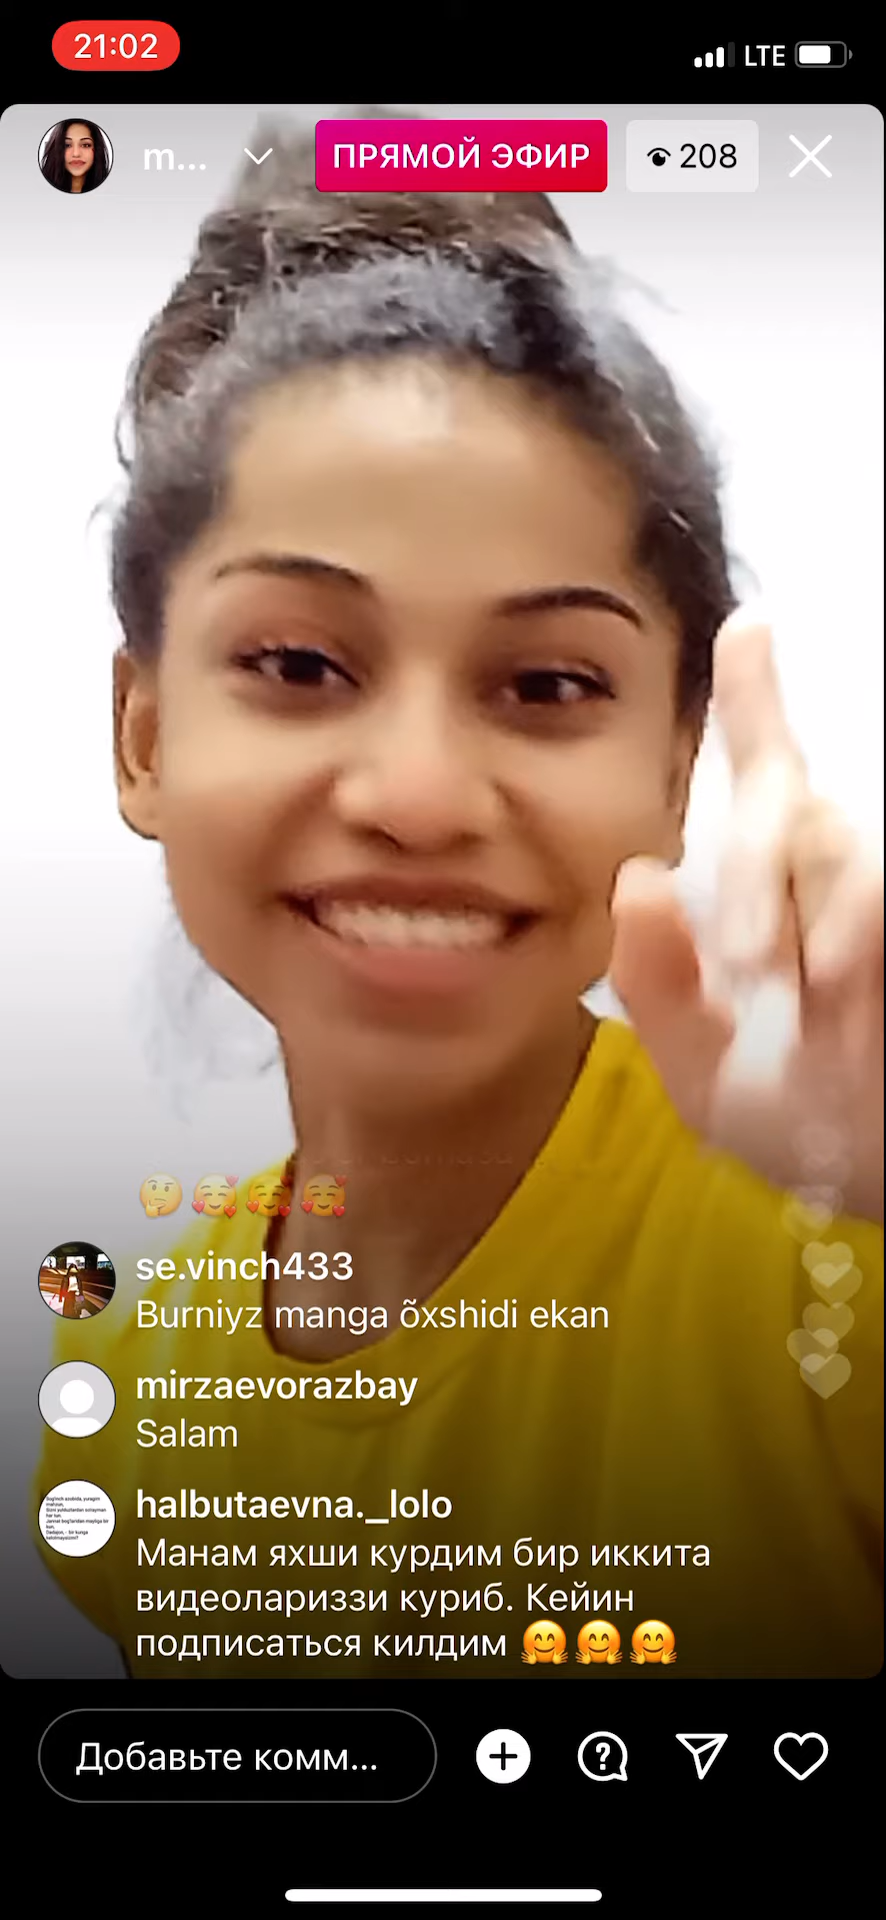 21:02
LTE
m...
ПРЯМОЙ ЭФИР
208
se.vinch433
Burniyz manga õxshidi ekan
mirzaevorazbay
Salam
halbutaevna._lolo
Манам яхши курдим бир иккита
видеолариззи куриб. Кейин
подписаться килдим 🤗🤗🤗
Добавьте комм...